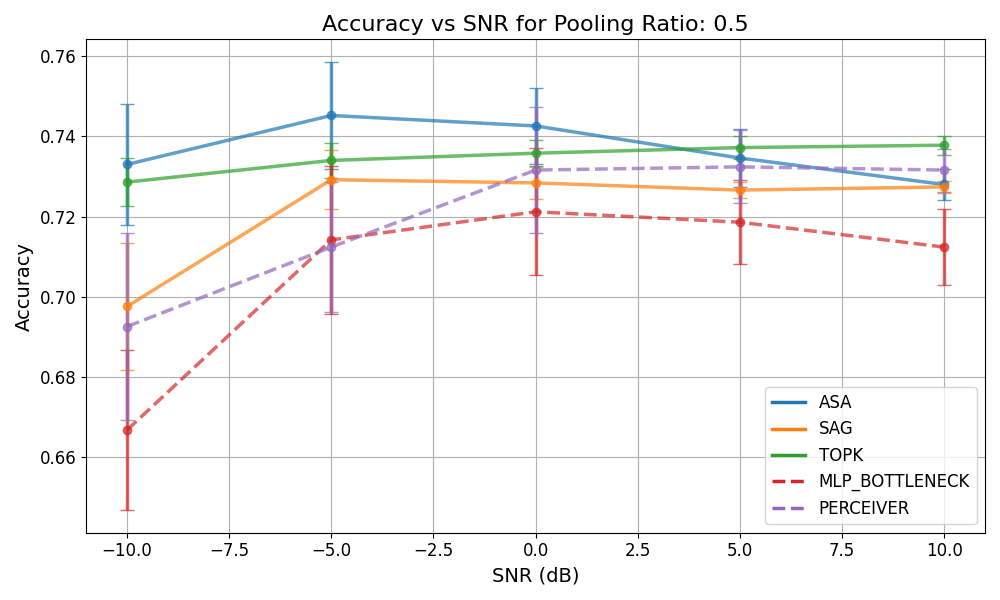 Accuracy vs SNR for Pooling Ratio: 0.5
Accuracy
0.76
0.74
0.72
0.70
0.68
0.66
−10.0
−7.5
−5.0
−2.5
0.0
2.5
5.0
7.5
10.0
SNR (dB)
ASA
SAG
TOPK
MLP_BOTTLENECK
PERCEIVER